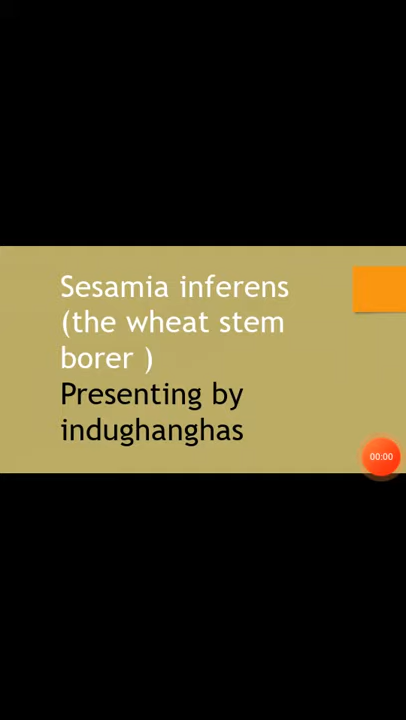 Sesamia inferens
(the wheat stem
borer )
Presenting by
indughanghas
00:00